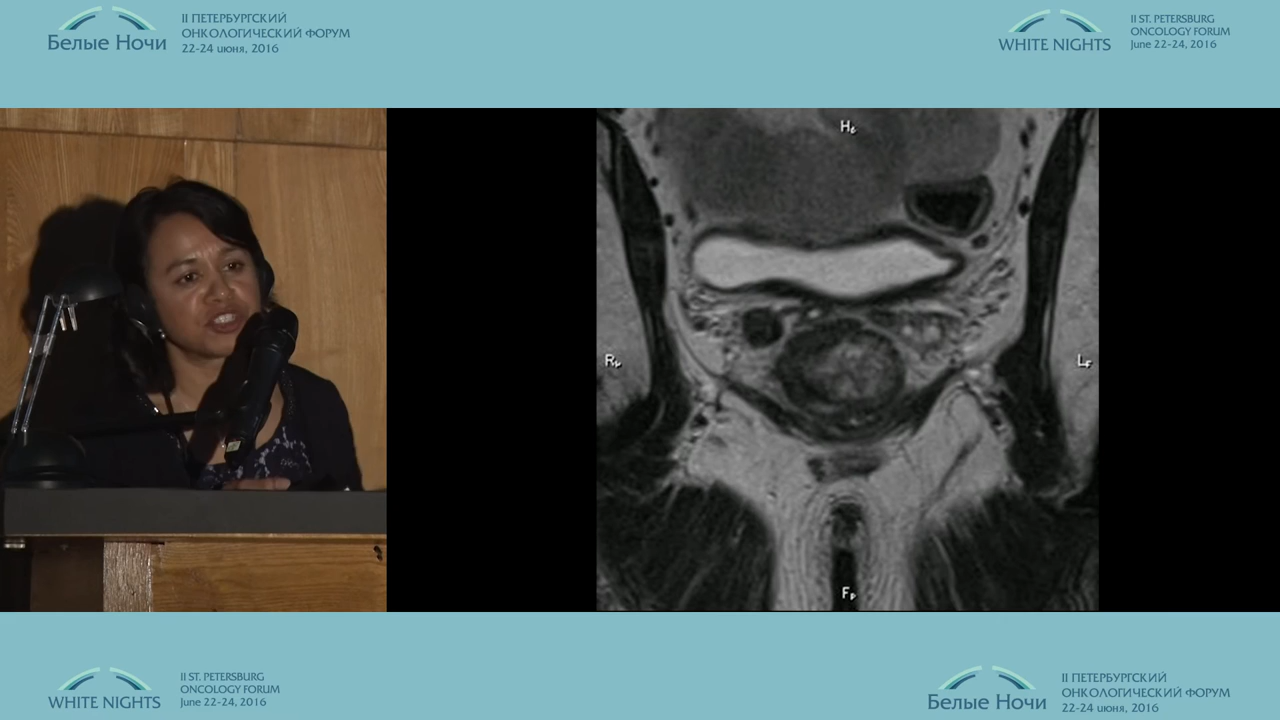 II ПЕТЕРБУРГСКИЙ
ОНКОЛОГИЧЕСКИЙ ФОРУМ
Белые Ночи
22-24 июня, 2016
II ST. PETERSBURG
ONCOLOGY FORUM
WHITE NIGHTS
June 22-24, 2016
H
R
L
F
II ST. PETERSBURG
ONCOLOGY FORUM
WHITE NIGHTS
June 22-24, 2016
II ПЕТЕРБУРГСКИЙ
ОНКОЛОГИЧЕСКИЙ ФОРУМ
Белые Ночи
22-24 июня, 2016